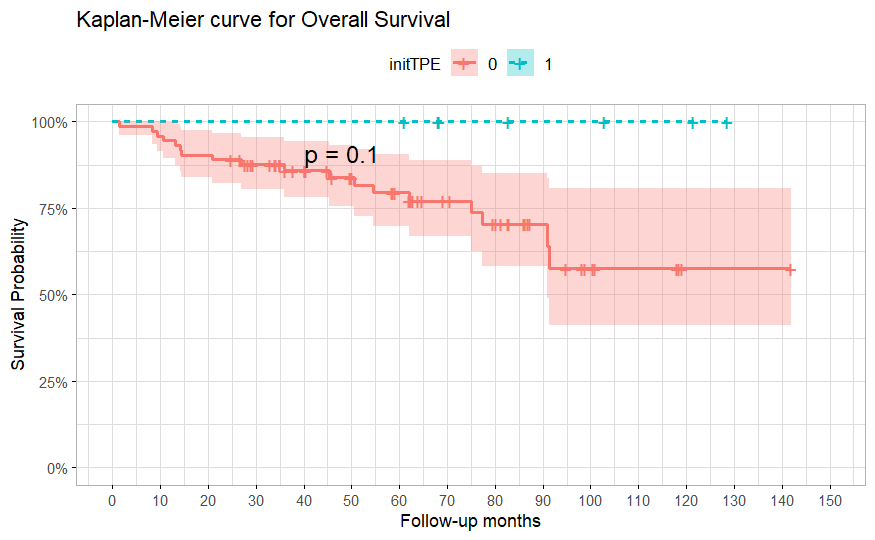 Kaplan-Meier curve for Overall Survival
initTPE 0 1
100%
75%
50%
25%
0%
Survival Probability
p = 0.1
0 10 20 30 40 50 60 70 80 90 100 110 120 130 140 150
Follow-up months